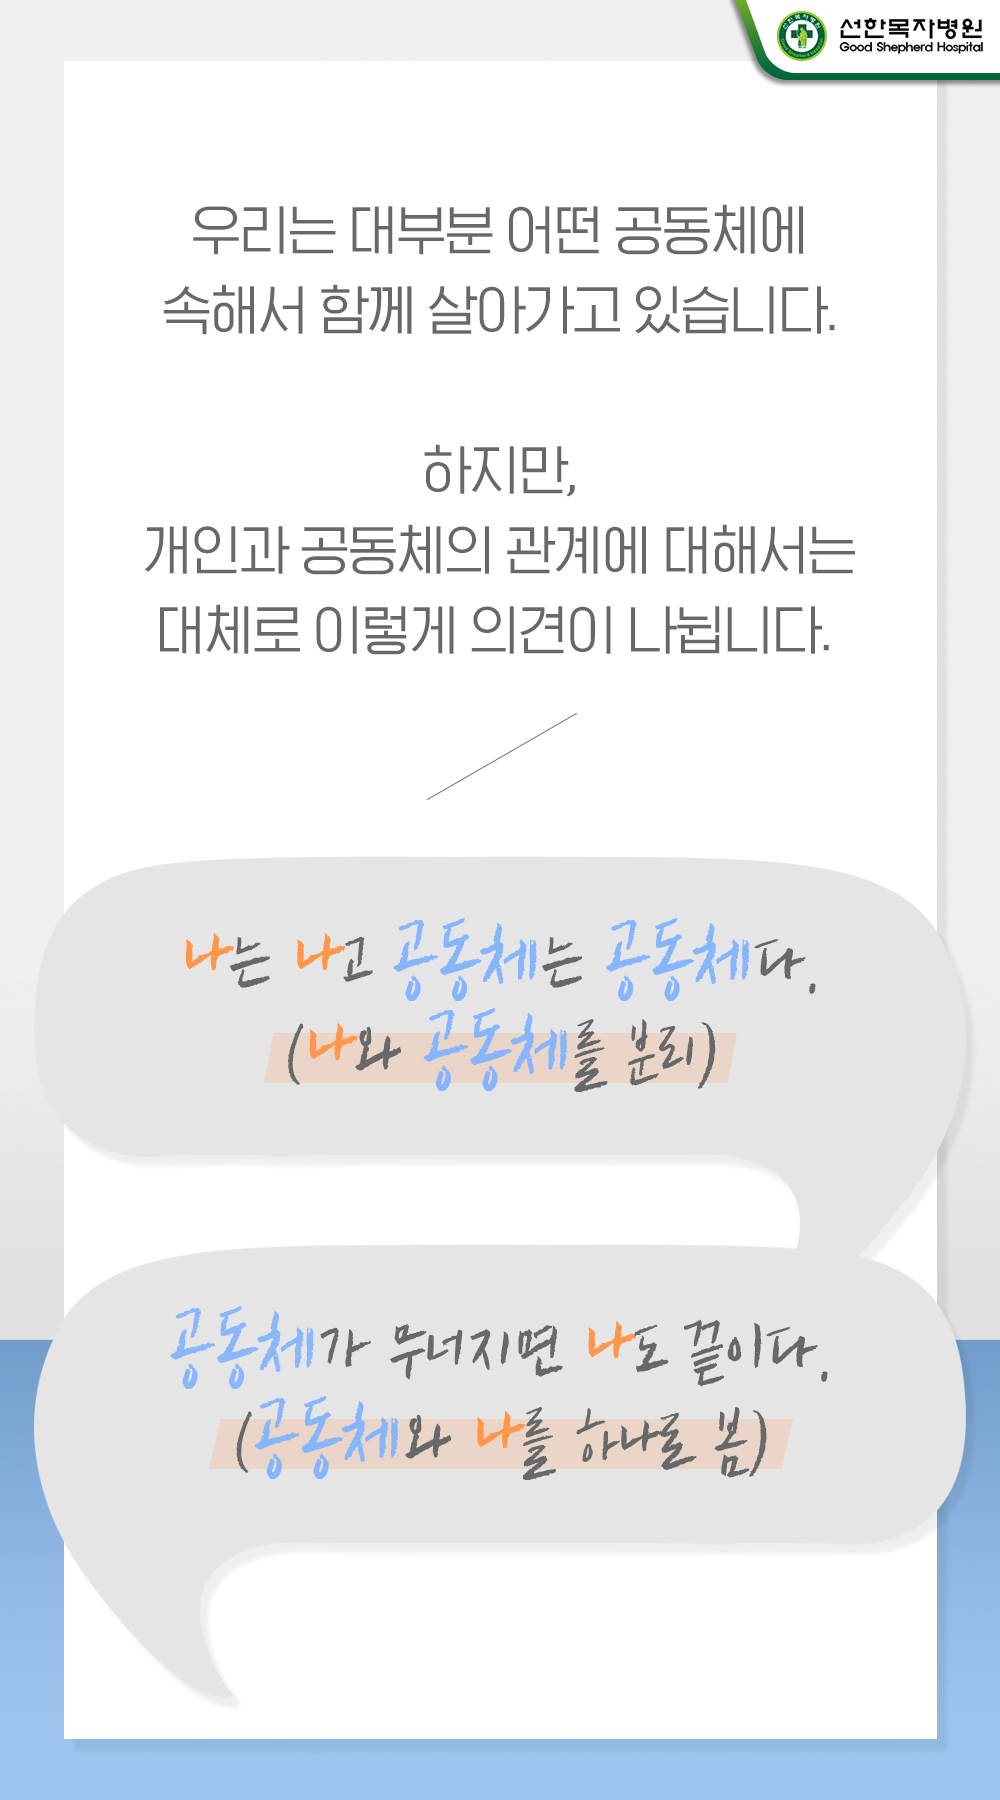 선한목자병원
Good Shepherd Hospital
우리는 대부분 어떤 공동체에
속해서 함께 살아가고 있습니다.
하지만,
개인과 공동체의 관계에 대해서는
대체로 이렇게 의견이 나뉩니다.
나는 나고 공동체는 공동체다.
(나와 공동체를 분리)
공동체가 무너지면 나도 끝이다.
(공동체와 나를 하나로 봄)